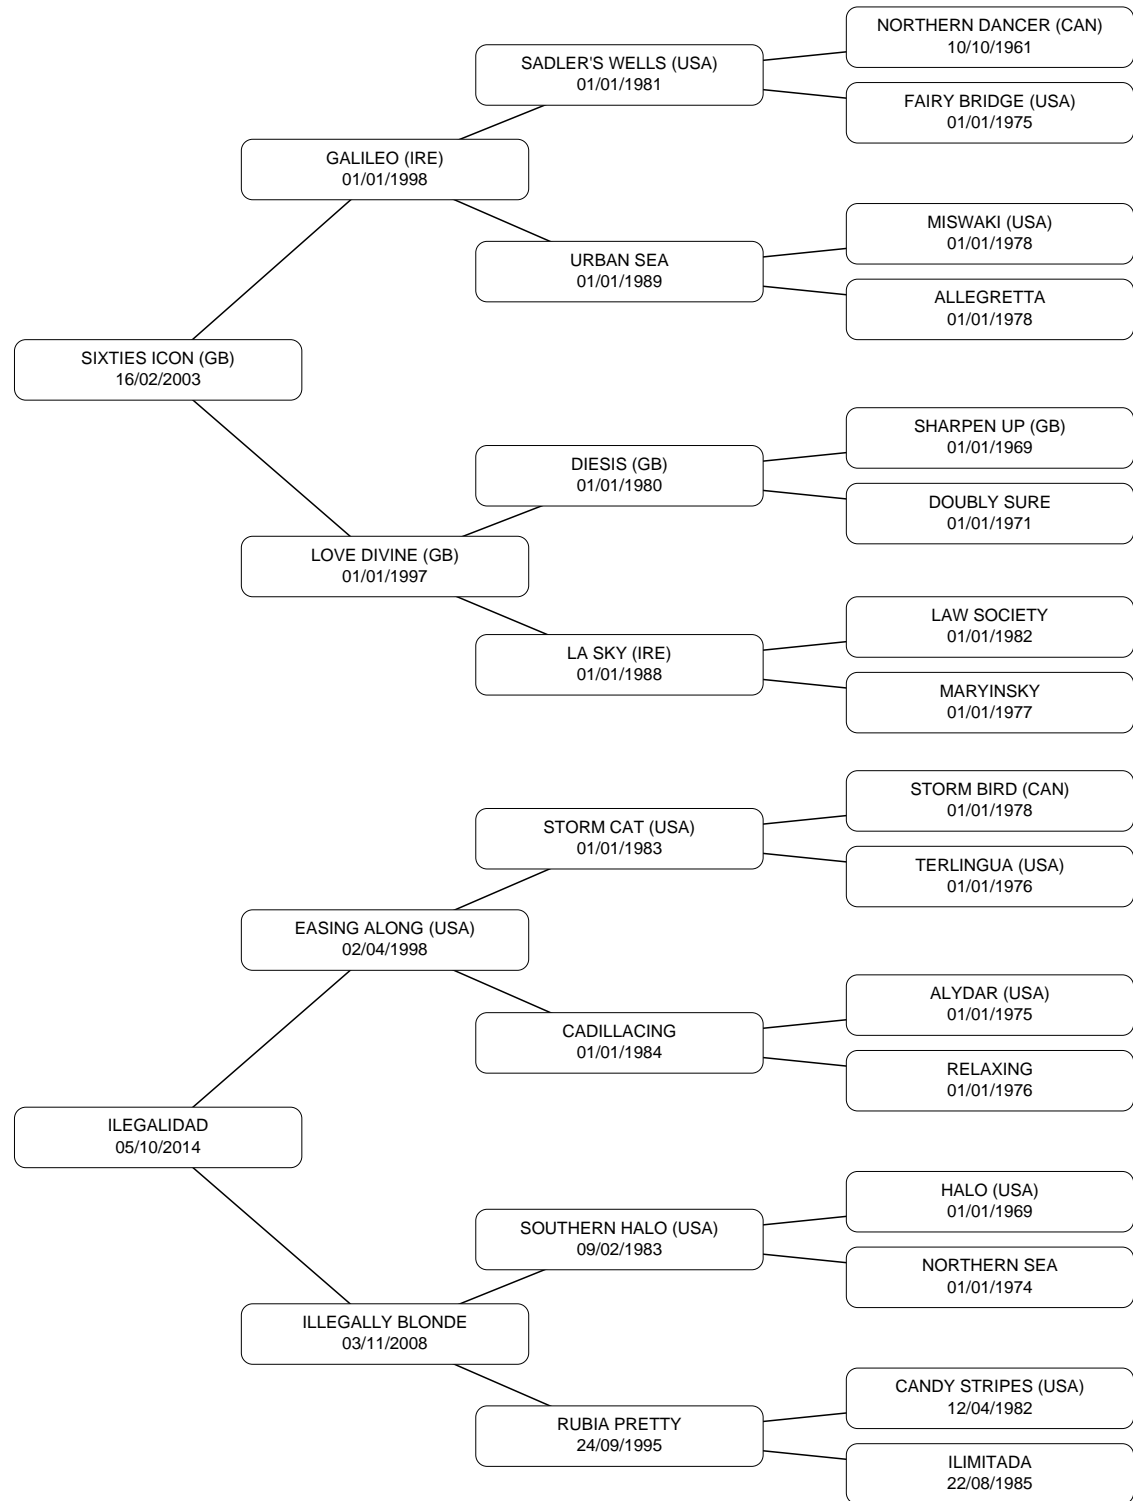 NORTHERN DANCER (CAN)
10/10/1961
SADLER'S WELLS (USA)
01/01/1981
FAIRY BRIDGE (USA)
01/01/1975
GALILEO (IRE)
01/01/1998
MISWAKI (USA)
01/01/1978
URBAN SEA
01/01/1989
ALLEGRETTA
01/01/1978
SIXTIES ICON (GB)
16/02/2003
SHARPEN UP (GB)
01/01/1969
DIESIS (GB)
01/01/1980
DOUBLY SURE
01/01/1971
LOVE DIVINE (GB)
01/01/1997
LAW SOCIETY
01/01/1982
LA SKY (IRE)
01/01/1988
MARYINSKY
01/01/1977
STORM BIRD (CAN)
01/01/1978
STORM CAT (USA)
01/01/1983
TERLINGUA (USA)
01/01/1976
EASING ALONG (USA)
02/04/1998
ALYDAR (USA)
01/01/1975
CADILLACING
01/01/1984
RELAXING
01/01/1976
ILEGALIDAD
05/10/2014
HALO (USA)
01/01/1969
SOUTHERN HALO (USA)
09/02/1983
NORTHERN SEA
01/01/1974
ILLEGALLY BLONDE
03/11/2008
CANDY STRIPES (USA)
12/04/1982
RUBIA PRETTY
24/09/1995
ILIMITADA
22/08/1985